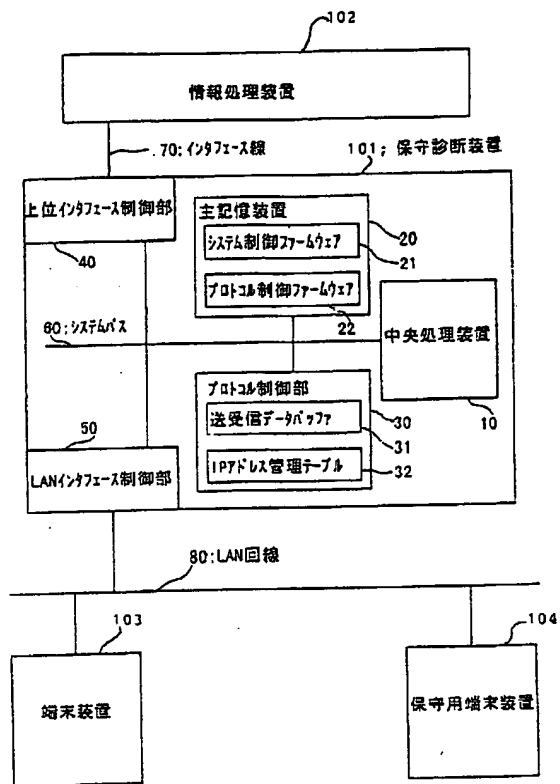 102
情報処理装置
70:インタフェース線
101;保守診断装置
上位インタフェース制御部
40
主記憶装置
20
システム制御ファームウェア
21
プロトコル制御ファームウェア
22
60;システムバス
中央処理装置
10
プロトコル制御部
30
送受信データバッファ
31
IPアドレス管理テーブル
32
50
LANインタフェース制御部
80:LAN回線
103
端末装置
104
保守用端末装置